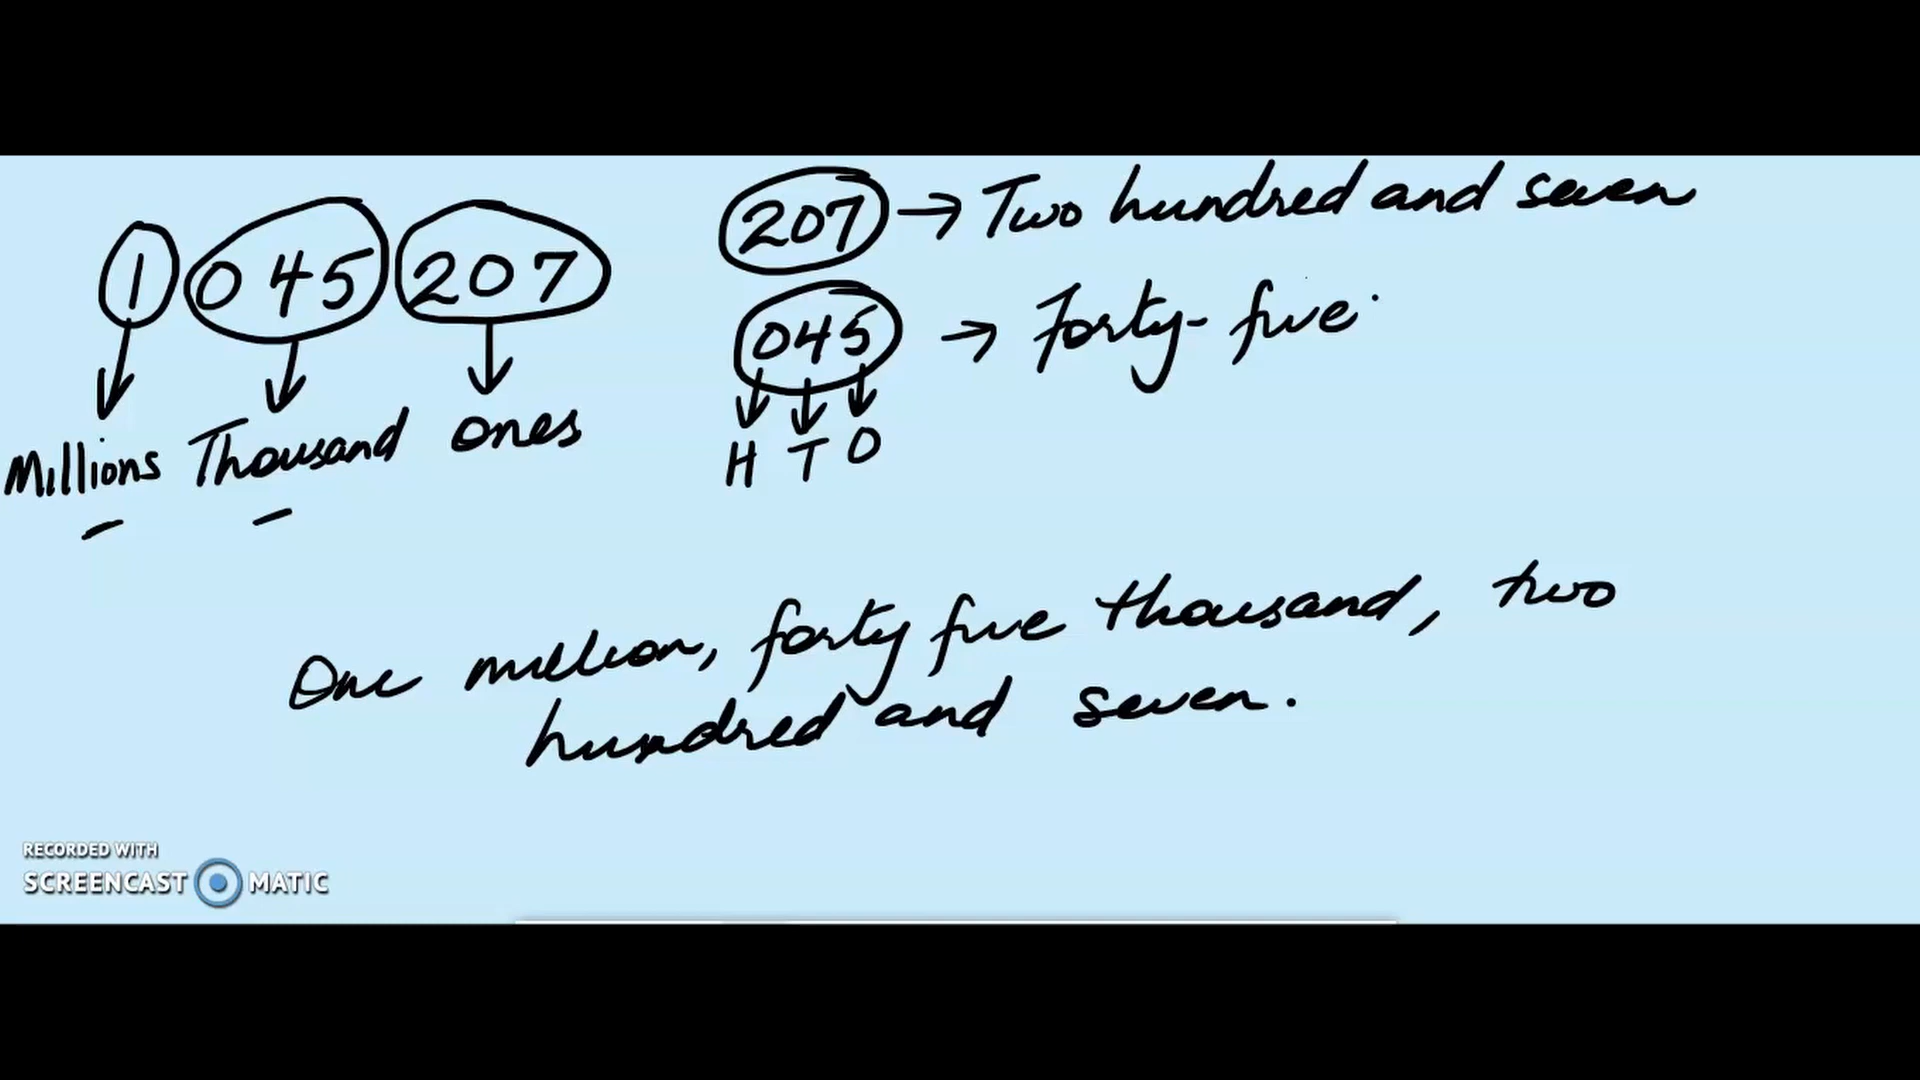 1 045 207
Millions Thousand ones
207 → Two hundred and seven
045 → Forty-five
H T O
One million, forty five thousand, two
hundred and seven.
RECORDED WITH
SCREENCAST MATIC